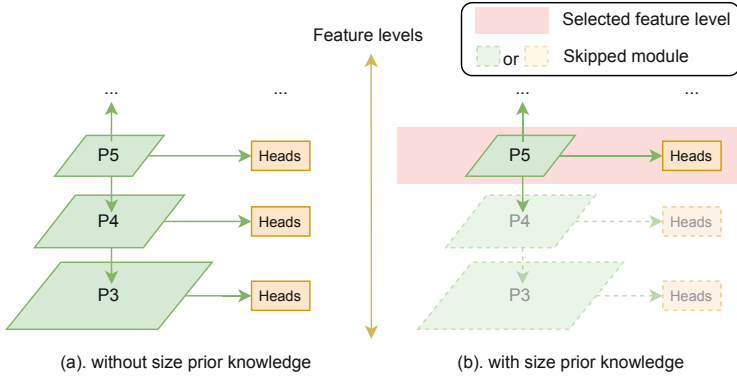 Feature levels
Selected feature level
or
Skipped module
...
...
P5
Heads
P4
Heads
P3
Heads
(a). without size prior knowledge
...
...
P5
Heads
P4
Heads
P3
Heads
(b). with size prior knowledge